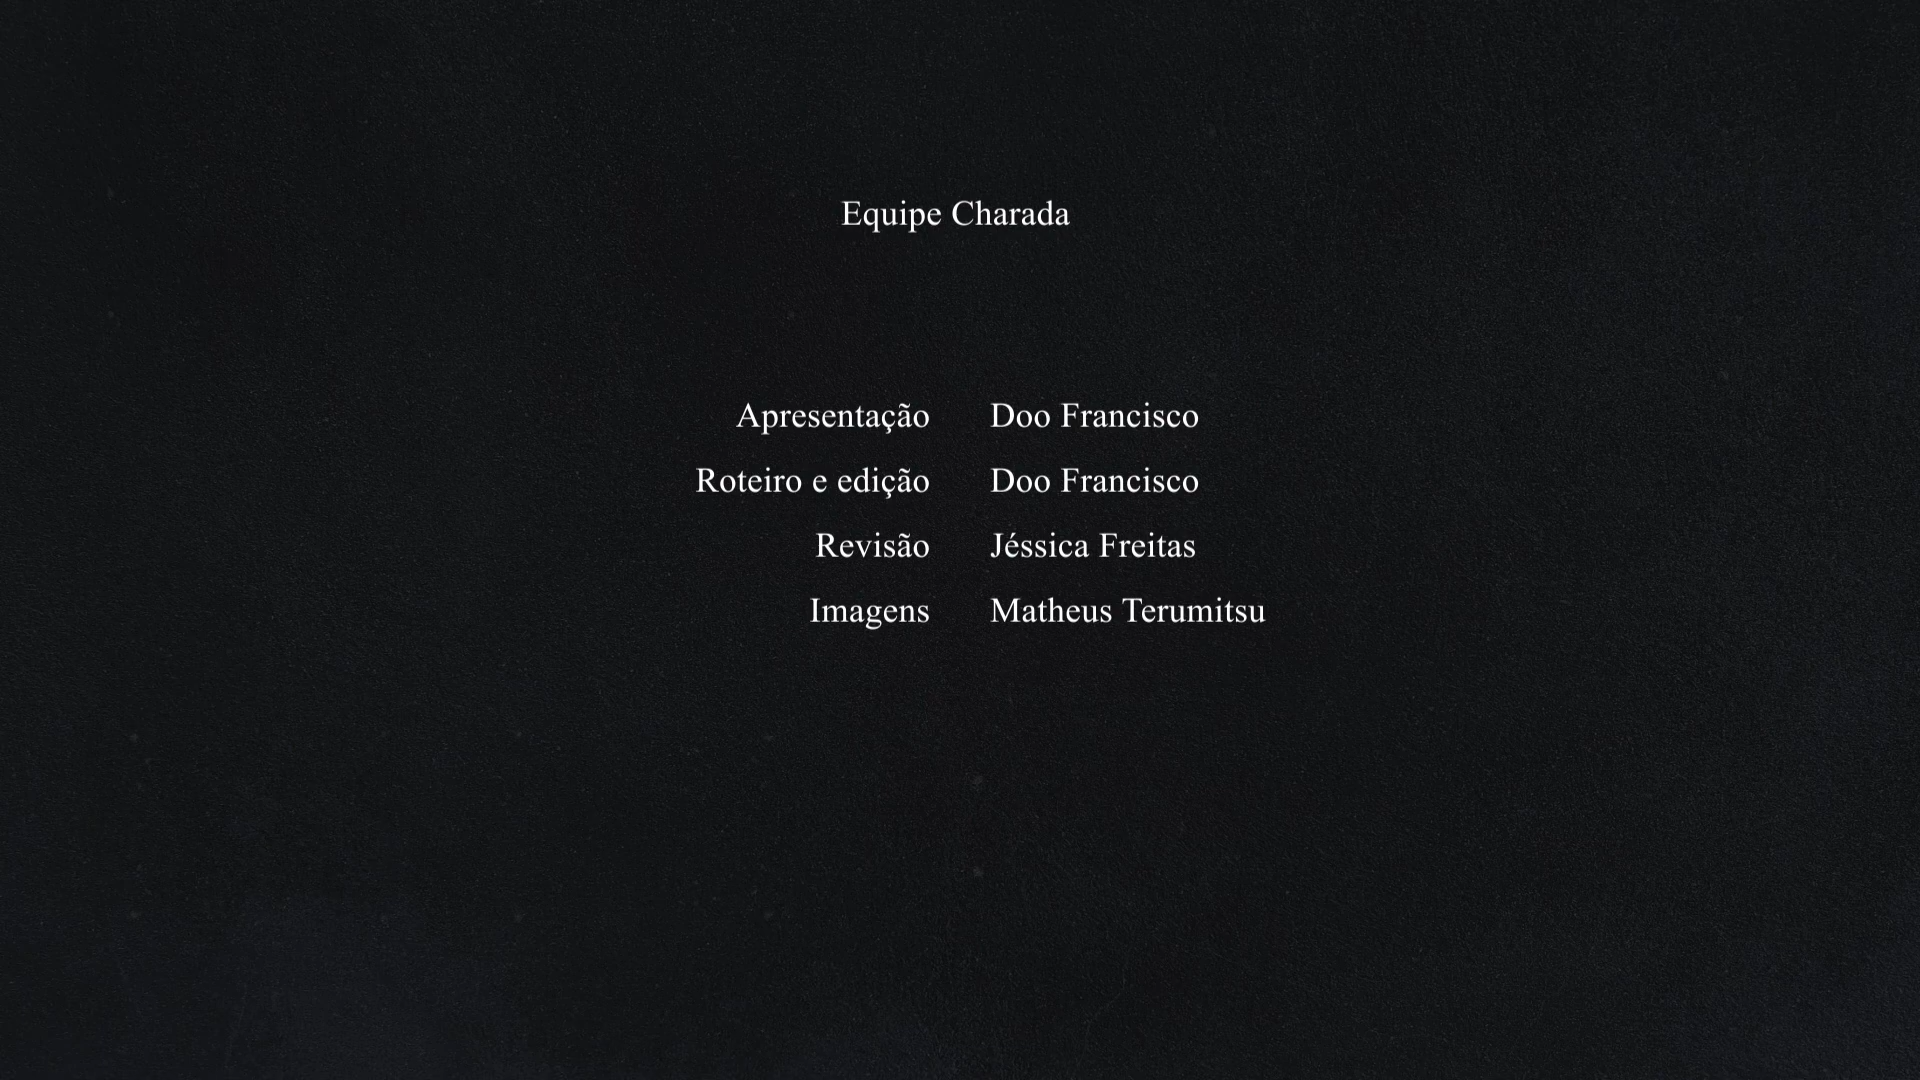 Equipe Charada
Apresentação Doo Francisco
Roteiro e edição Doo Francisco
Revisão Jéssica Freitas
Imagens Matheus Terumitsu